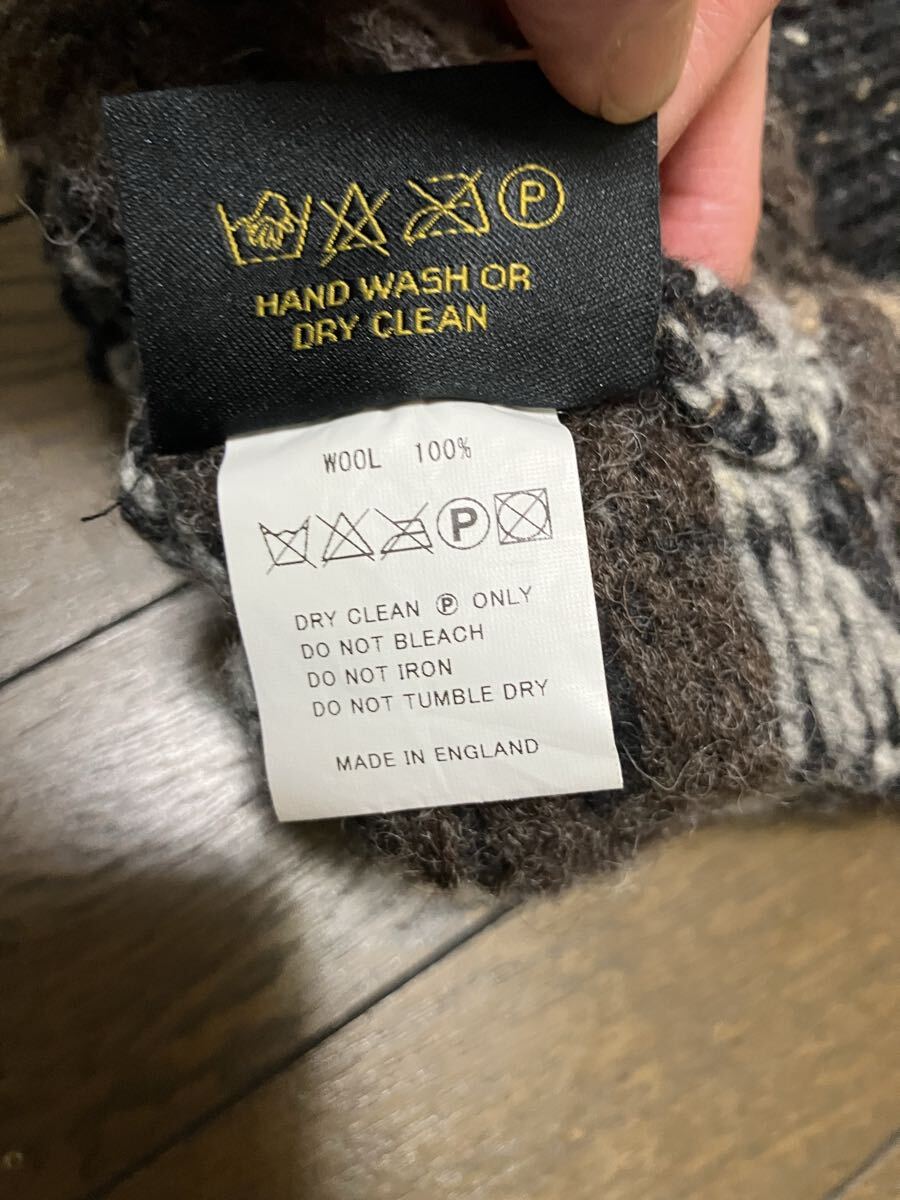 P
HAND WASH OR
DRY CLEAN
WOOL 100%
P
DRY CLEAN Ⓟ ONLY
DO NOT BLEACH
DO NOT IRON
DO NOT TUMBLE DRY
MADE IN ENGLAND